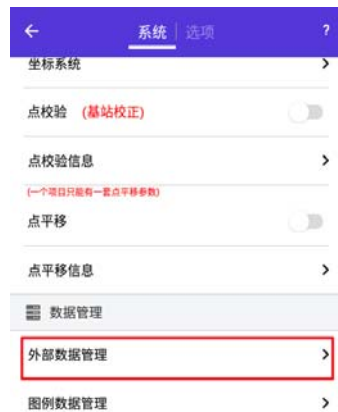 系统 | 选项 ?
坐标系统
点校验 (基站校正)
点校验信息
(一个项目只能有一套点平移参数)
点平移
点平移信息
数据管理
外部数据管理
图例数据管理